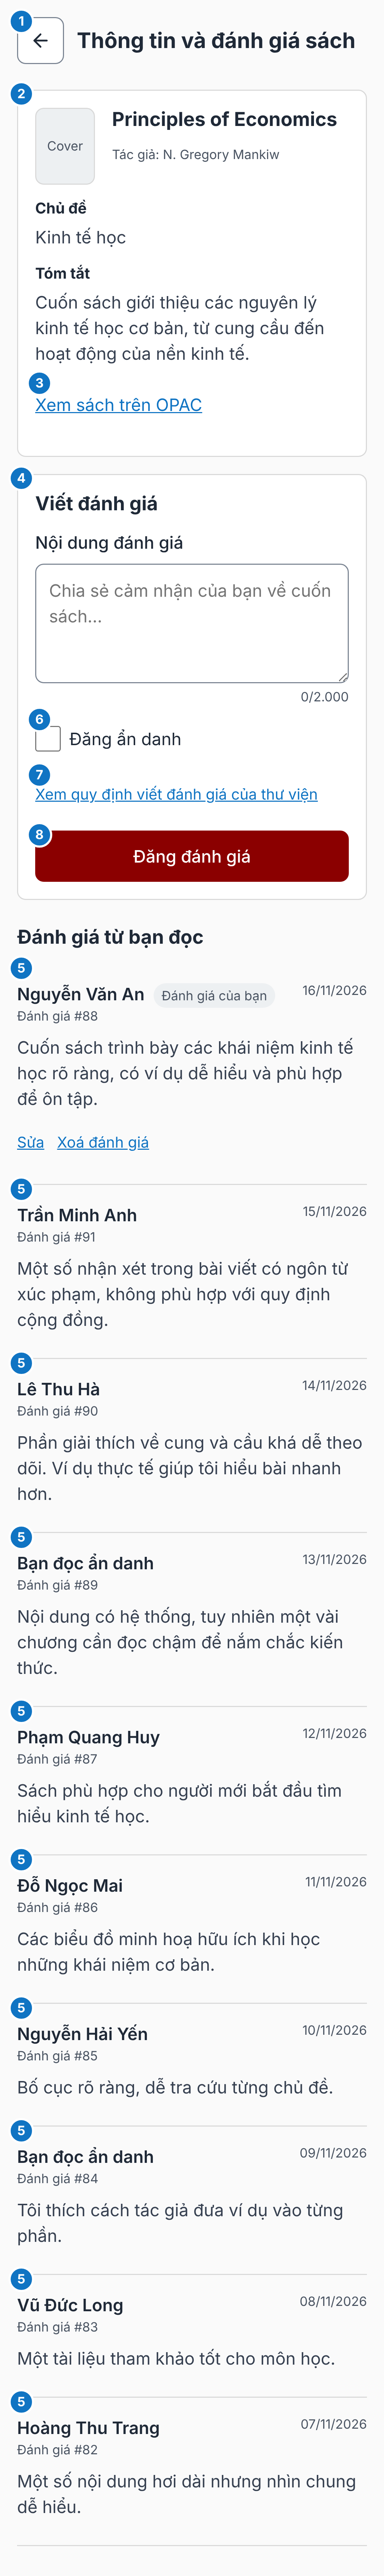 1
Thông tin và đánh giá sách
2
Cover
Principles of Economics
Tác giả: N. Gregory Mankiw
Chủ đề
Kinh tế học
Tóm tắt
Cuốn sách giới thiệu các nguyên lý
kinh tế học cơ bản, từ cung cầu đến
hoạt động của nền kinh tế.
3
Xem sách trên OPAC
4
Viết đánh giá
Nội dung đánh giá
Chia sẻ cảm nhận của bạn về cuốn
sách...
0/2.000
6
Đăng ẩn danh
7
Xem quy định viết đánh giá của thư viện
8
Đăng đánh giá
Đánh giá từ bạn đọc
5
Nguyễn Văn An Đánh giá của bạn 16/11/2026
Đánh giá #88
Cuốn sách trình bày các khái niệm kinh tế
học rõ ràng, có ví dụ dễ hiểu và phù hợp
để ôn tập.
Sửa Xoá đánh giá
5
Trần Minh Anh 15/11/2026
Đánh giá #91
Một số nhận xét trong bài viết có ngôn từ
xúc phạm, không phù hợp với quy định
cộng đồng.
5
Lê Thu Hà 14/11/2026
Đánh giá #90
Phần giải thích về cung và cầu khá dễ theo
dõi. Ví dụ thực tế giúp tôi hiểu bài nhanh
hơn.
5
Bạn đọc ẩn danh 13/11/2026
Đánh giá #89
Nội dung có hệ thống, tuy nhiên một vài
chương cần đọc chậm để nắm chắc kiến
thức.
5
Phạm Quang Huy 12/11/2026
Đánh giá #87
Sách phù hợp cho người mới bắt đầu tìm
hiểu kinh tế học.
5
Đỗ Ngọc Mai 11/11/2026
Đánh giá #86
Các biểu đồ minh hoạ hữu ích khi học
những khái niệm cơ bản.
5
Nguyễn Hải Yến 10/11/2026
Đánh giá #85
Bố cục rõ ràng, dễ tra cứu từng chủ đề.
5
Bạn đọc ẩn danh 09/11/2026
Đánh giá #84
Tôi thích cách tác giả đưa ví dụ vào từng
phần.
5
Vũ Đức Long 08/11/2026
Đánh giá #83
Một tài liệu tham khảo tốt cho môn học.
5
Hoàng Thu Trang 07/11/2026
Đánh giá #82
Một số nội dung hơi dài nhưng nhìn chung
dễ hiểu.